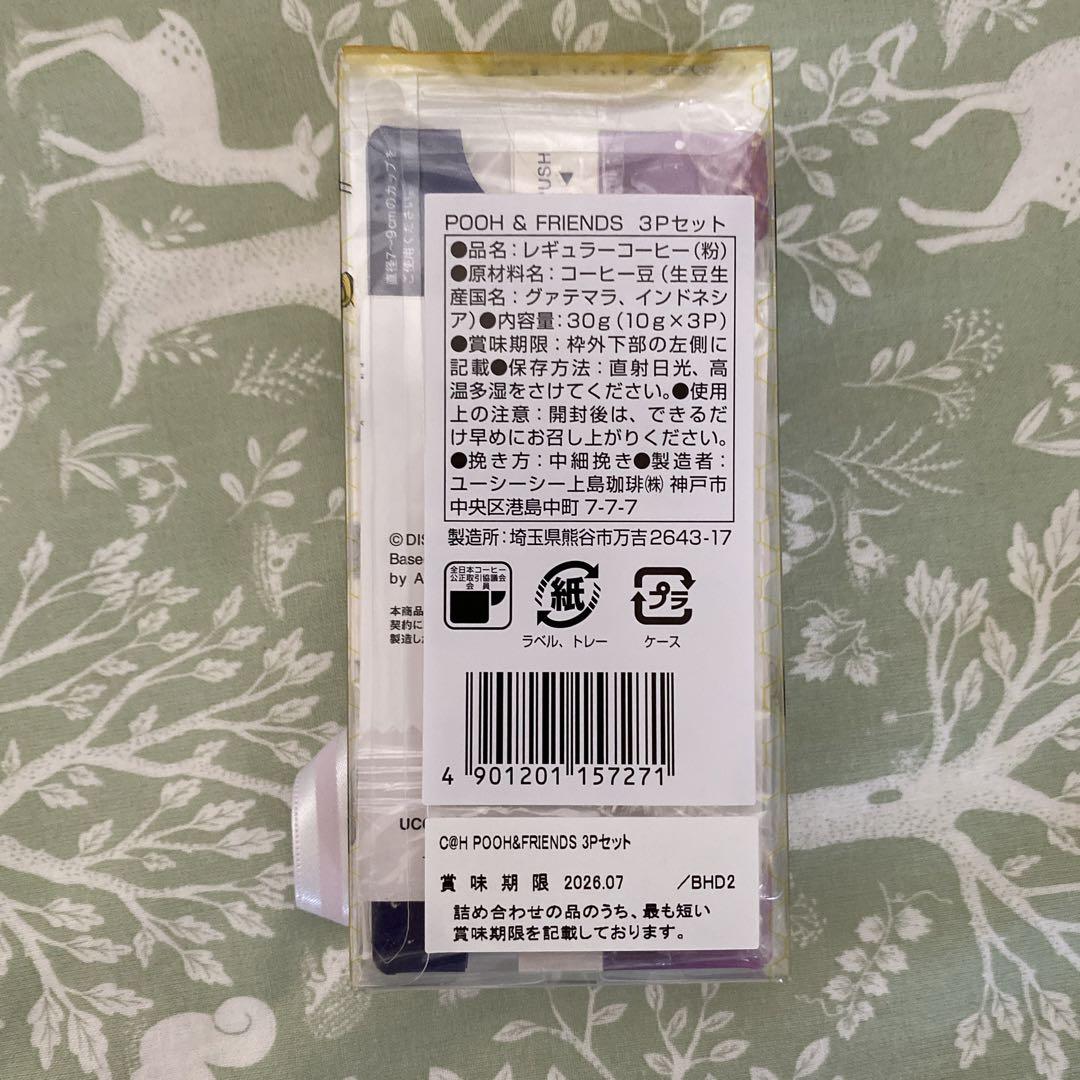 直径7~9cmのカップを
ご使用ください。
PUSH
POOH & FRIENDS 3Pセット
●品名:レギュラーコーヒー(粉)
●原材料名:コーヒー豆(生豆生
産国名:グァテマラ、インドネシ
ア)●内容量:30g(10g×3P)
●賞味期限:枠外下部の左側に
記載●保存方法:直射日光、高
温多湿をさけてください。●使用
上の注意:開封後は、できるだ
け早めにお召し上がりください。
●挽き方:中細挽き●製造者:
ユーシーシー上島珈琲㈱ 神戸市
中央区港島中町 7-7-7
製造所:埼玉県熊谷市万吉2643-17
©DIS
Base
by A
本商品
契約に
製造した
全日本コーヒー
公正取引協議会
会員
紙
ラベル、トレー
プラ
ケース
4 901201 157271
UCC
C@H POOH&FRIENDS 3Pセット
賞味期限 2026.07 /BHD2
詰め合わせの品のうち、最も短い
賞味期限を記載しております。